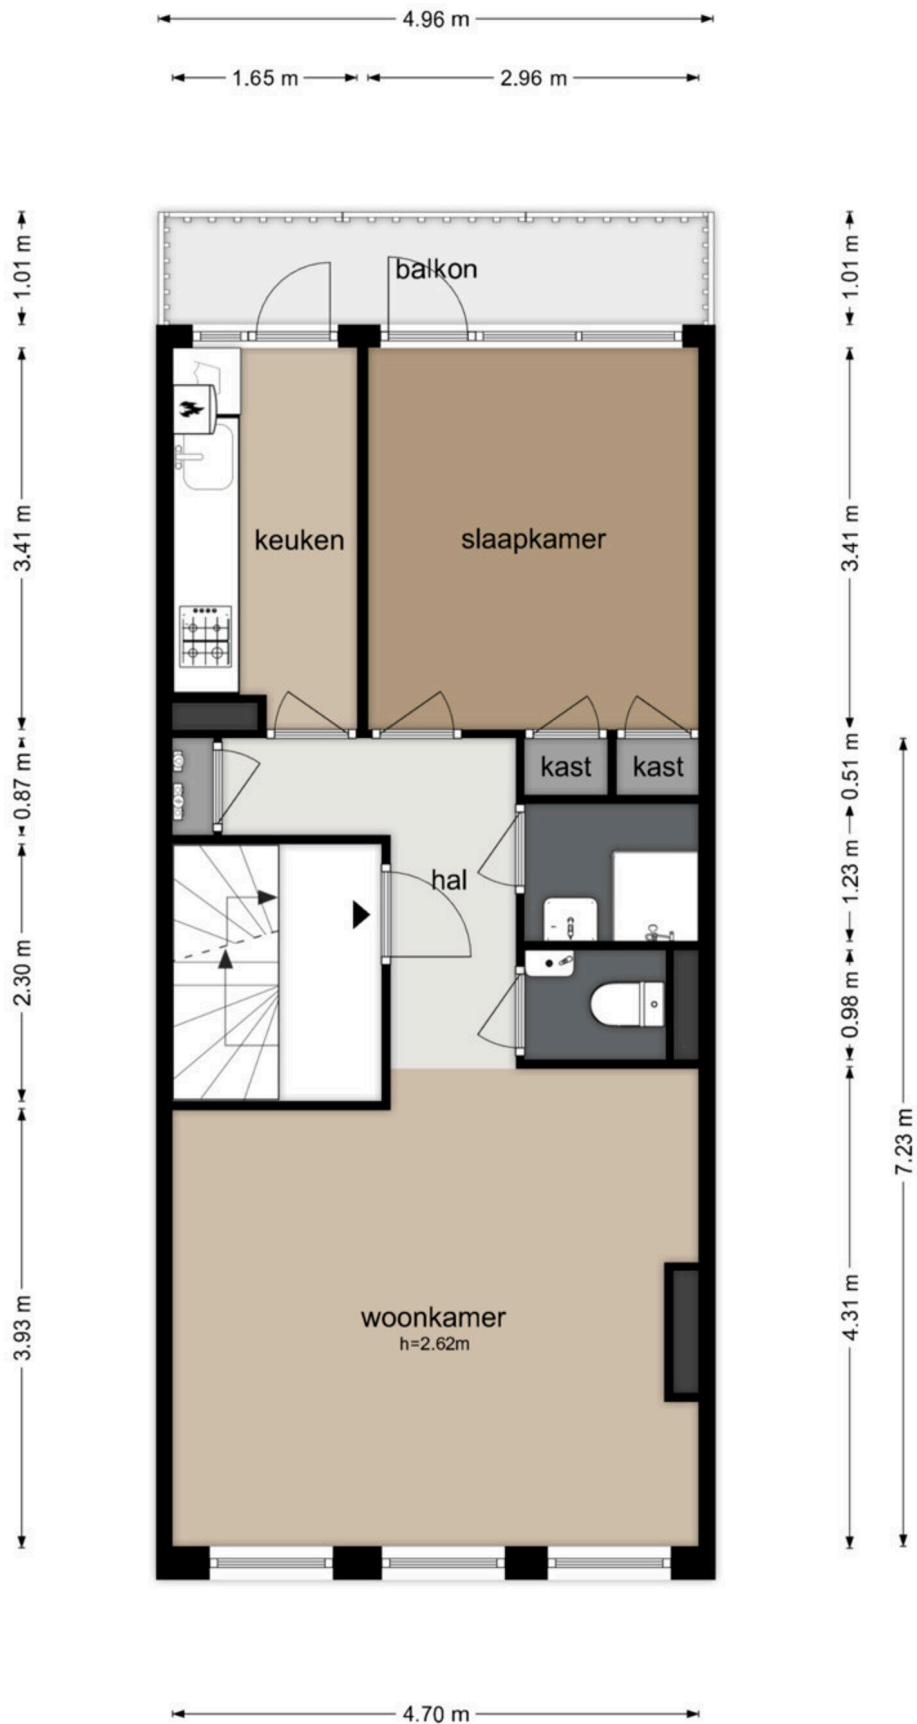 4.96 m
1.65 m
2.96 m
1.01 m
1.01 m
balkon
3.41 m
keuken
slaapkamer
3.41 m
0.87 m
kast
kast
0.51 m
hal
1.23 m
2.30 m
0.98 m
7.23 m
3.93 m
woonkamer
h=2.62m
4.31 m
4.70 m